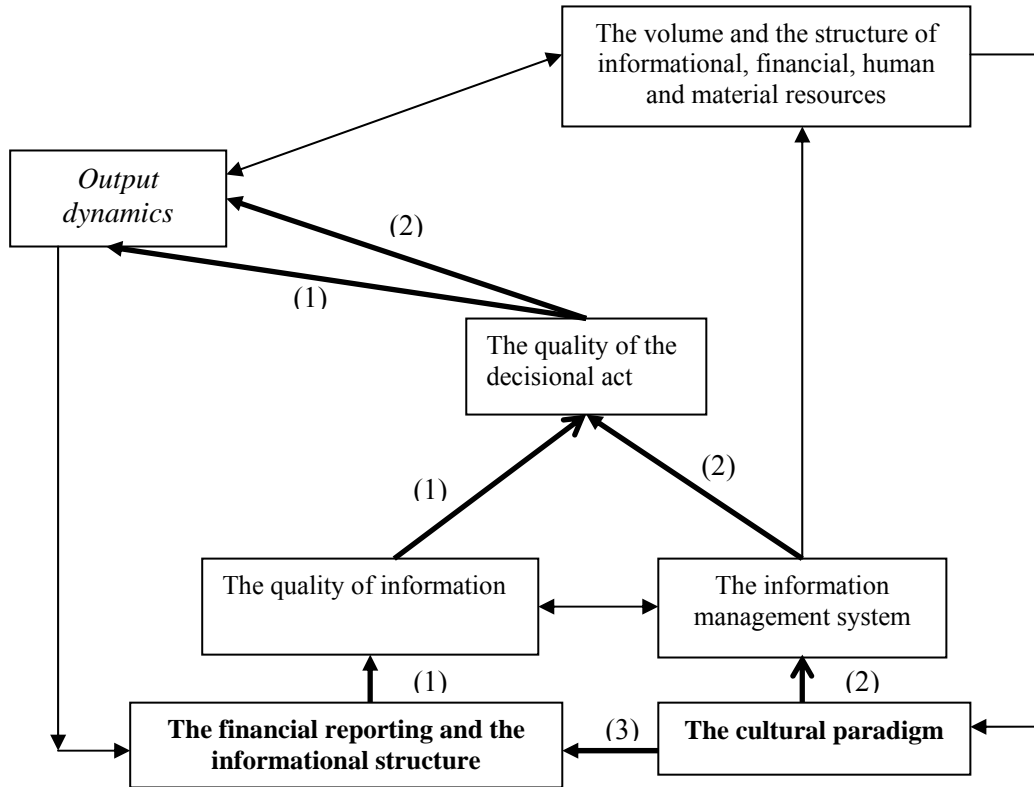 The volume and the structure of
informational, financial, human
and material resources
Output
dynamics
(2)
(1)
The quality of the
decisional act
(1)
(2)
The quality of information
The information
management system
(1)
(2)
The financial reporting and the
informational structure
(3)
The cultural paradigm